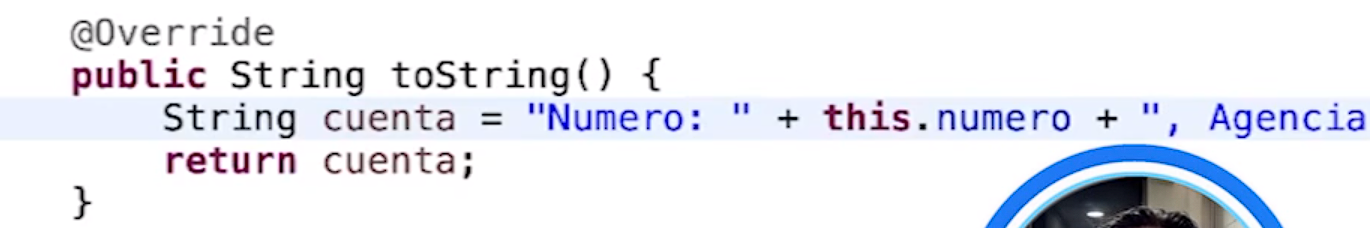 @Override
public String toString() {
String cuenta = "Numero: " + this.numero + ", Agencia
return cuenta;
}